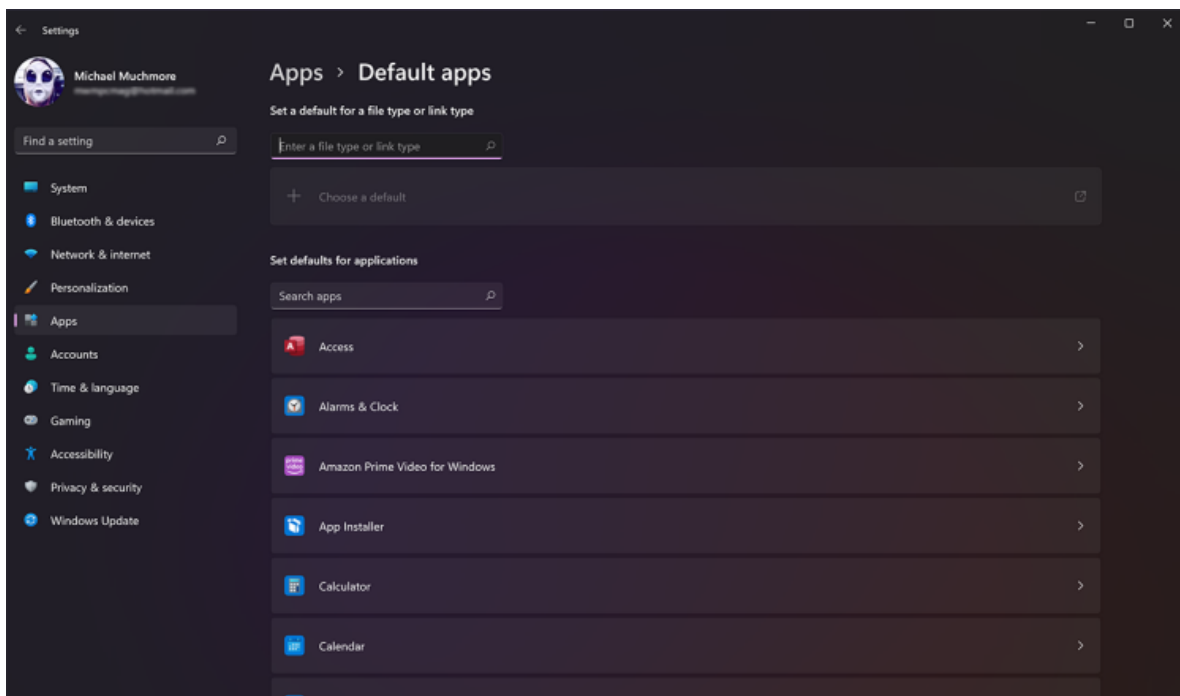 Settings
Michael Muchmore
Find a setting
System
Bluetooth & devices
Network & internet
Personalization
Apps
Accounts
Time & language
Gaming
Accessibility
Privacy & security
Windows Update
Apps > Default apps
Set a default for a file type or link type
Enter a file type or link type
Choose a default
Set defaults for applications
Search apps
Access
Alarms & Clock
Amazon Prime Video for Windows
App Installer
Calculator
Calendar